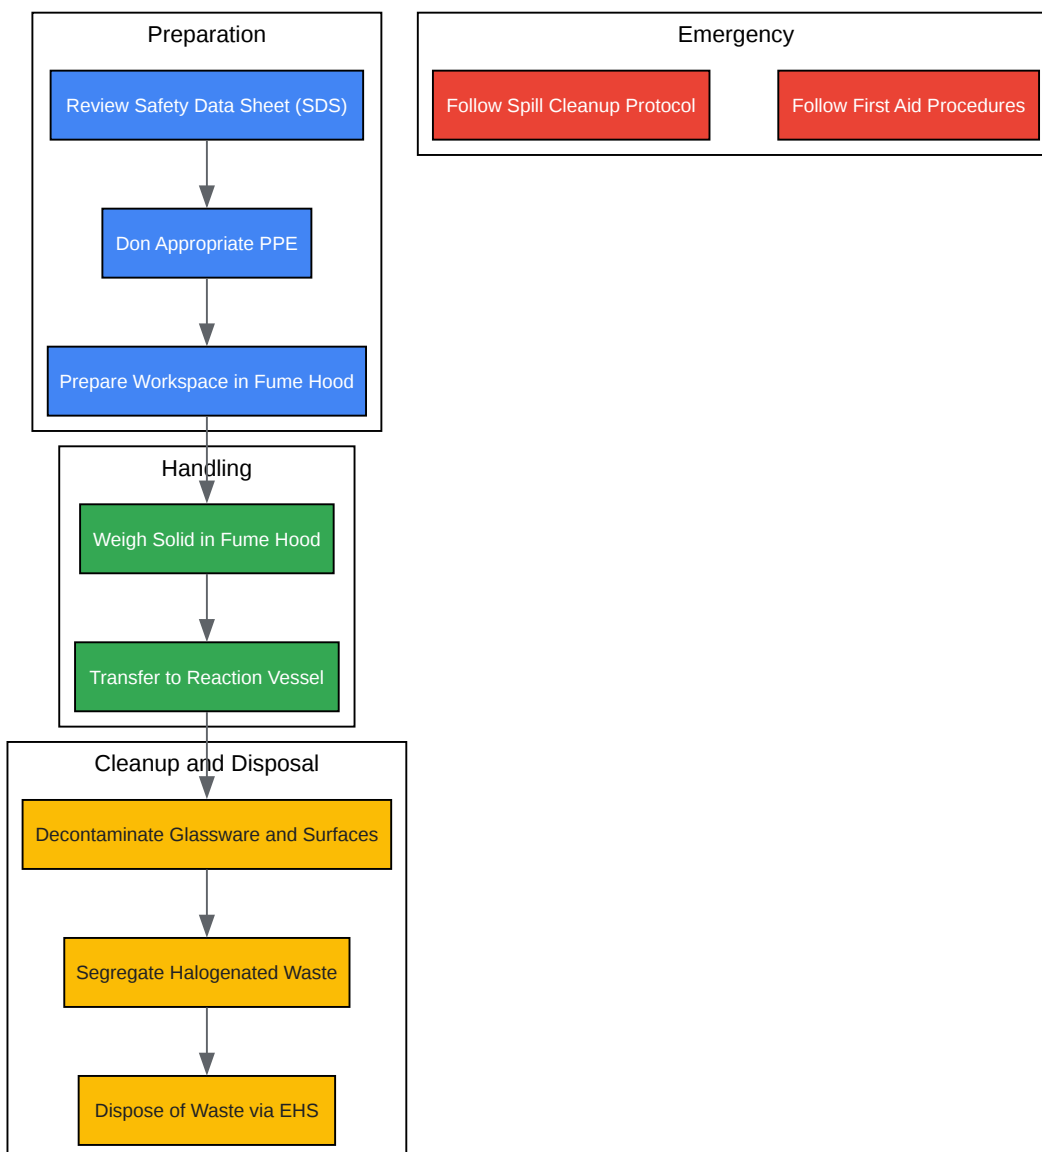 Preparation
Review Safety Data Sheet (SDS)
Don Appropriate PPE
Prepare Workspace in Fume Hood
Handling
Weigh Solid in Fume Hood
Transfer to Reaction Vessel
Cleanup and Disposal
Decontaminate Glassware and Surfaces
Segregate Halogenated Waste
Dispose of Waste via EHS
Emergency
Follow Spill Cleanup Protocol
Follow First Aid Procedures